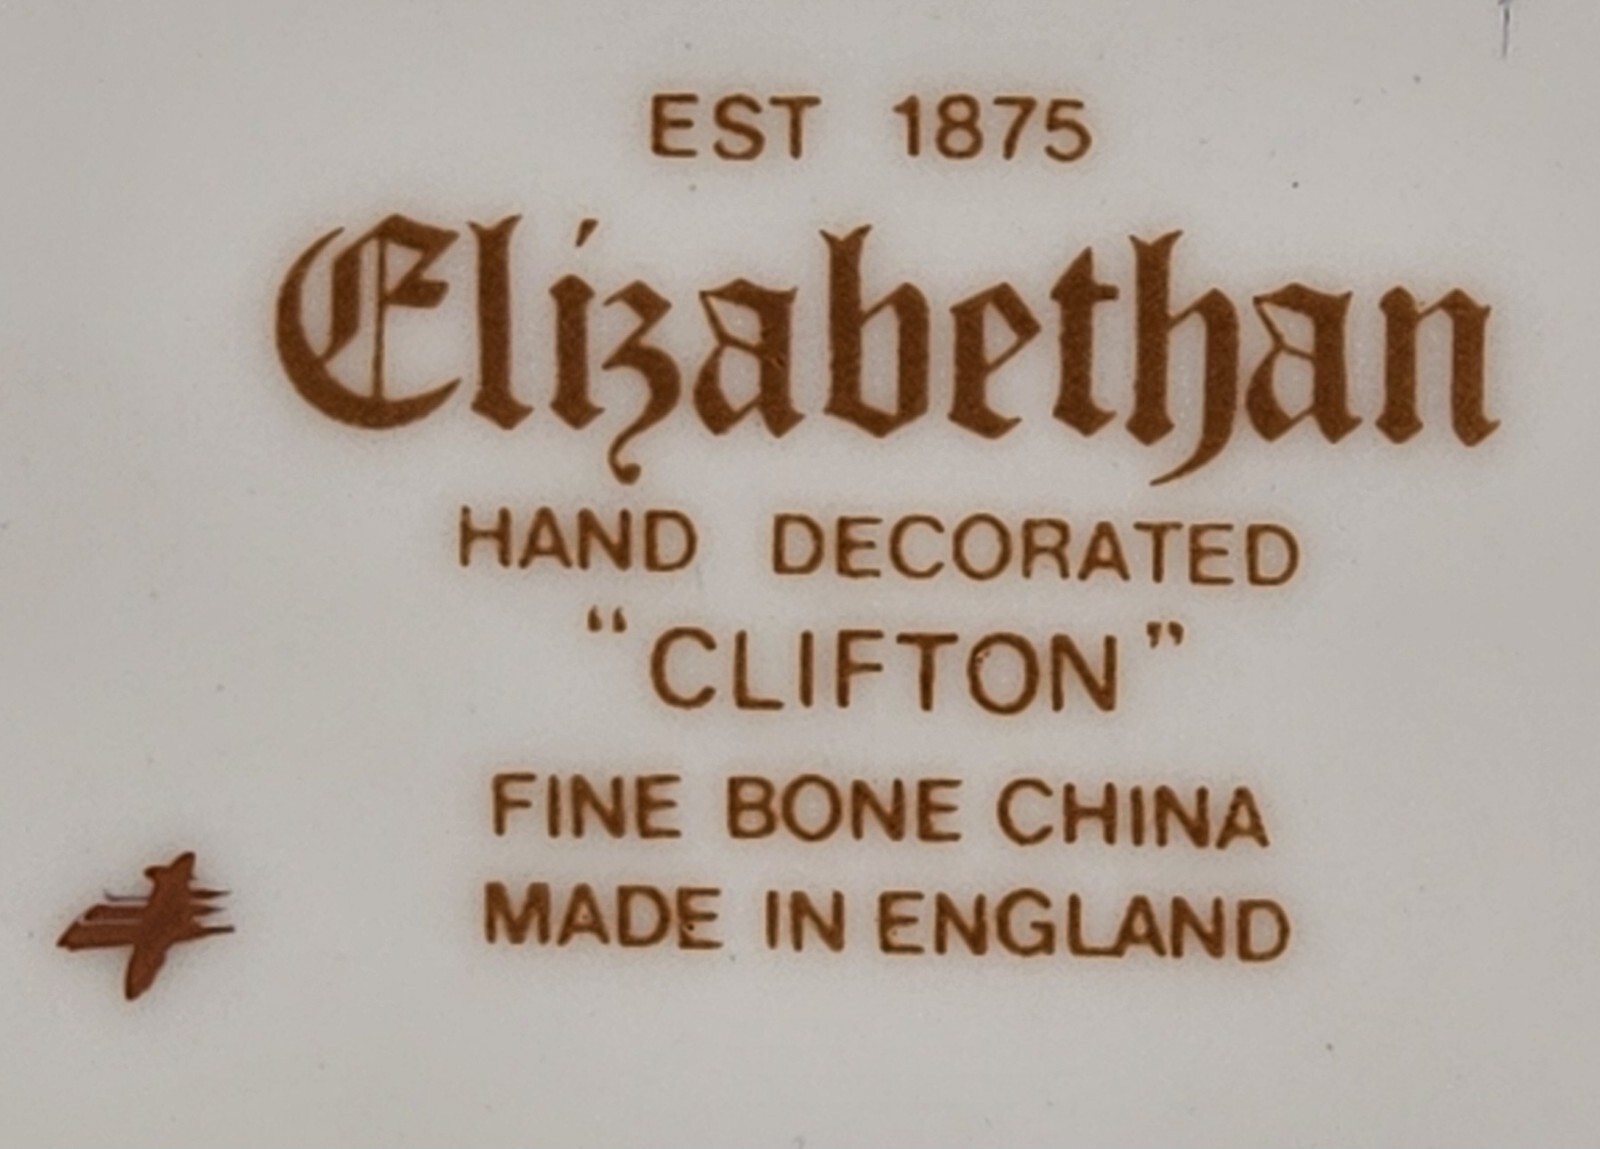 EST 1875
Elizabethan
HAND DECORATED
“CLIFTON”
FINE BONE CHINA
MADE IN ENGLAND